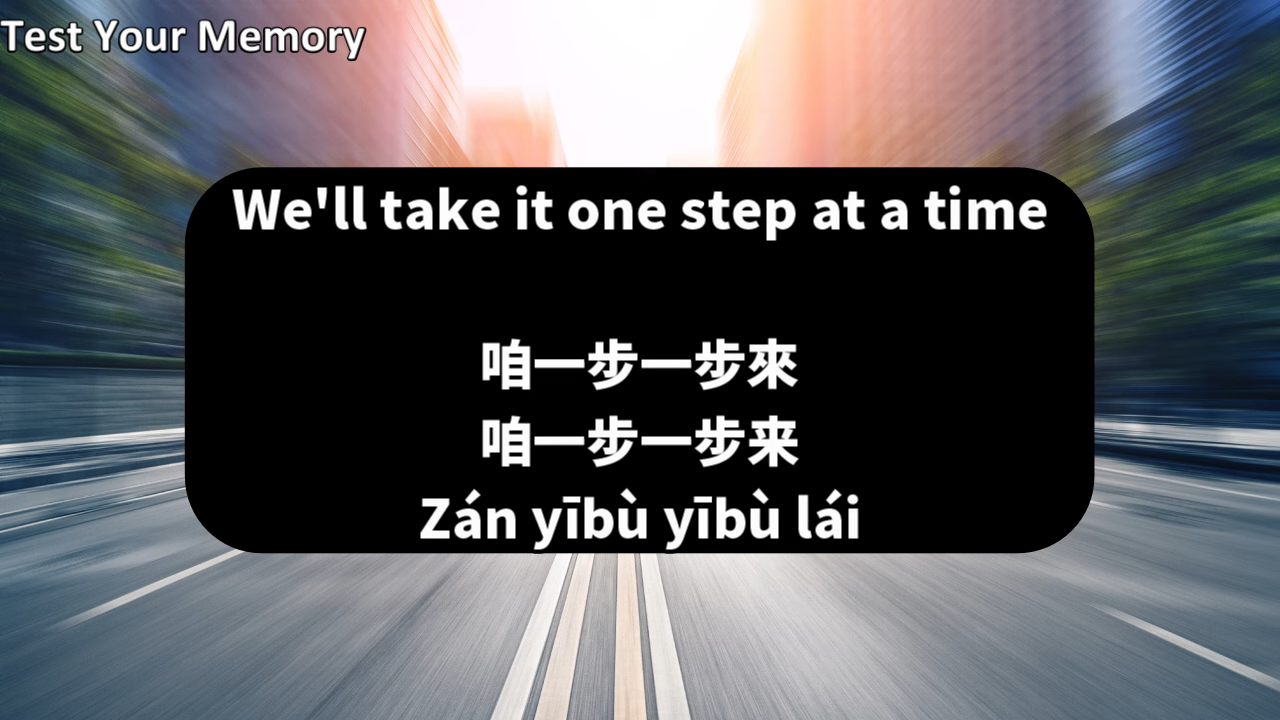 Test Your Memory
We'll take it one step at a time
咱一步一步來
咱一步一步来
Zán yībù yībù lái